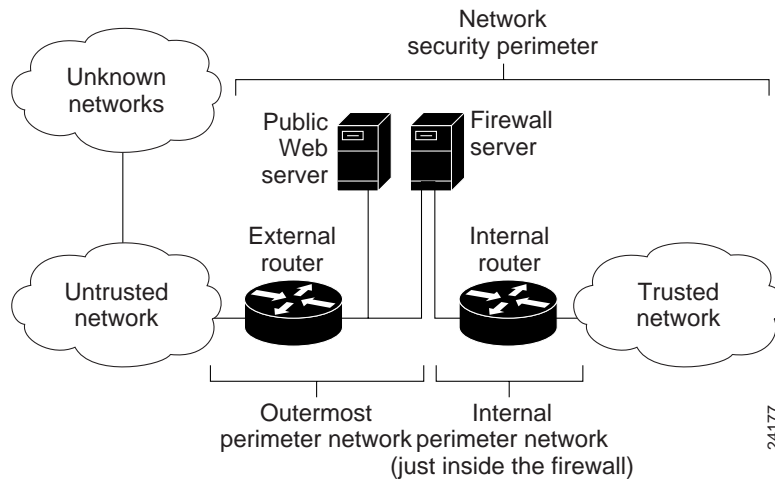 Network
security perimeter
Unknown
networks
Public
Web
server
Firewall
server
External
router
Internal
router
Untrusted
network
Trusted
network
Outermost
perimeter network
Internal
perimeter network
(just inside the firewall)
24177